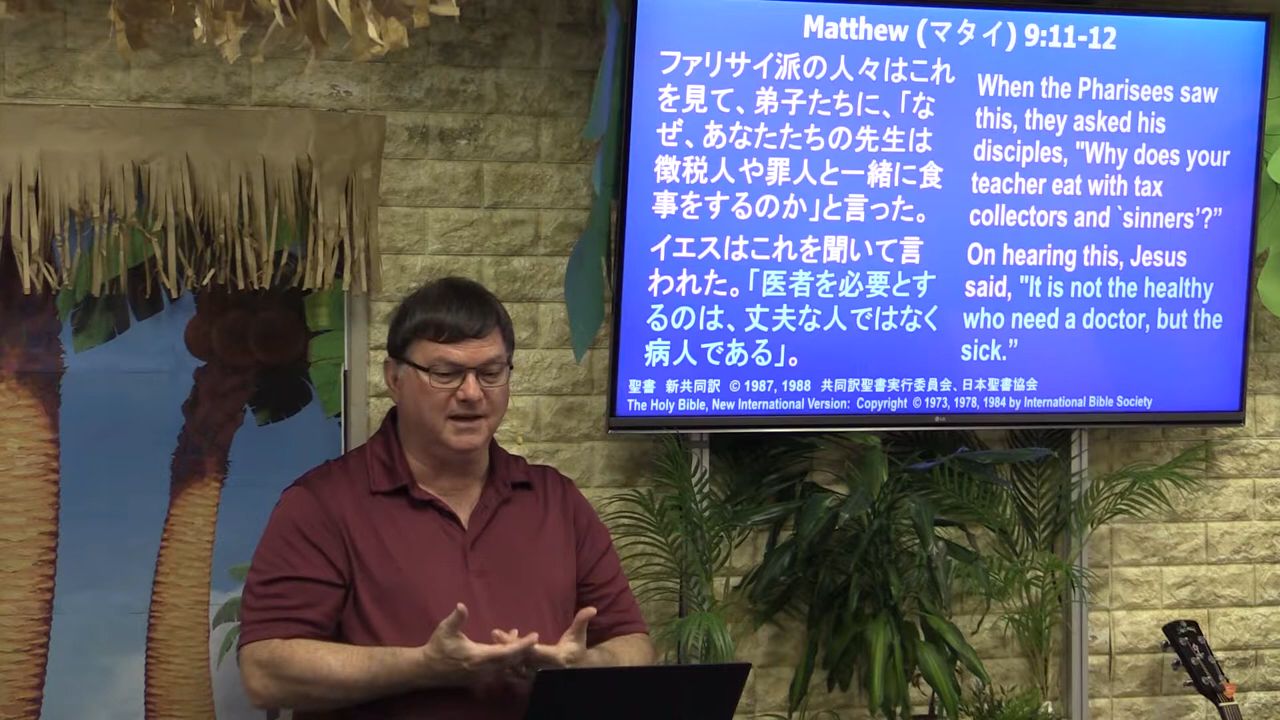 Matthew (マタイ) 9:11-12
ファリサイ派の人々はこれ
を見て、弟子たちに、「な
ぜ、あなたたちの先生は
徴税人や罪人と一緒に食
事をするのか」と言った。
イエスはこれを聞いて言
われた。「医者を必要とす
るのは、丈夫な人ではなく
病人である」。
When the Pharisees saw
this, they asked his
disciples, "Why does your
teacher eat with tax
collectors and `sinners'?”
On hearing this, Jesus
said, "It is not the healthy
who need a doctor, but the
sick.”
聖書 新共同訳 © 1987, 1988 共同訳聖書実行委員会、日本聖書協会
The Holy Bible, New International Version: Copyright © 1973, 1978, 1984 by International Bible Society
LG